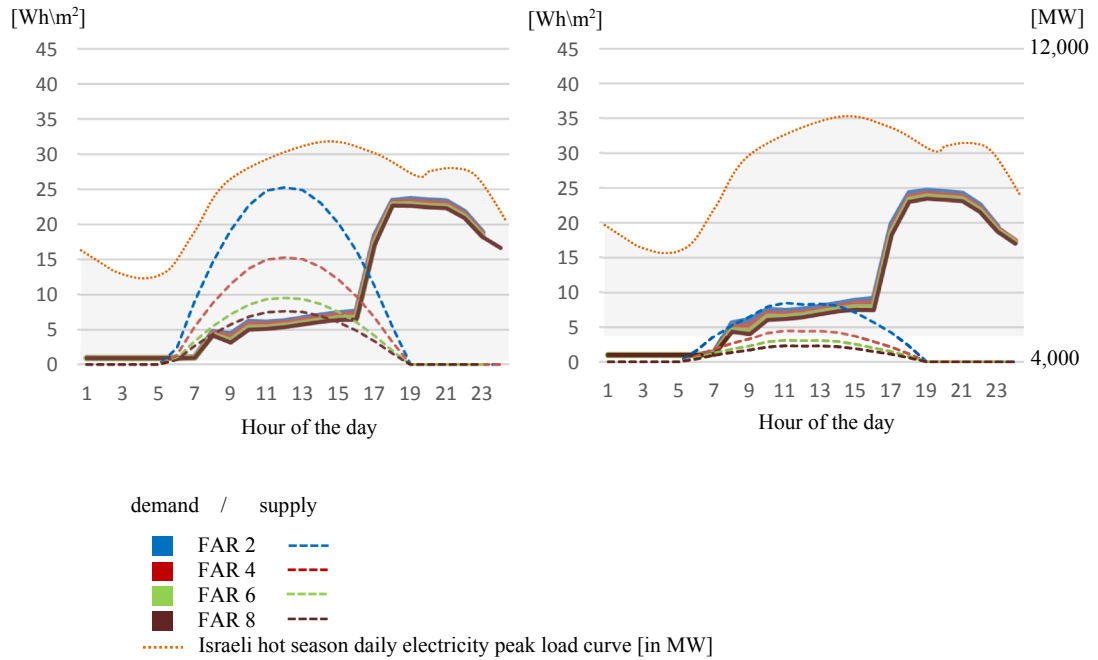 [Wh\m²] [Wh\m²] [MW]
45 45 12,000
40 40
35 35
30 30
25 25
20 20
15 15
10 10
5 5
0 0 4,000
1 3 5 7 9 11 13 15 17 19 21 23 1 3 5 7 9 11 13 15 17 19 21 23
Hour of the day Hour of the day
demand / supply
FAR 2
FAR 4
FAR 6
FAR 8
Israeli hot season daily electricity peak load curve [in MW]